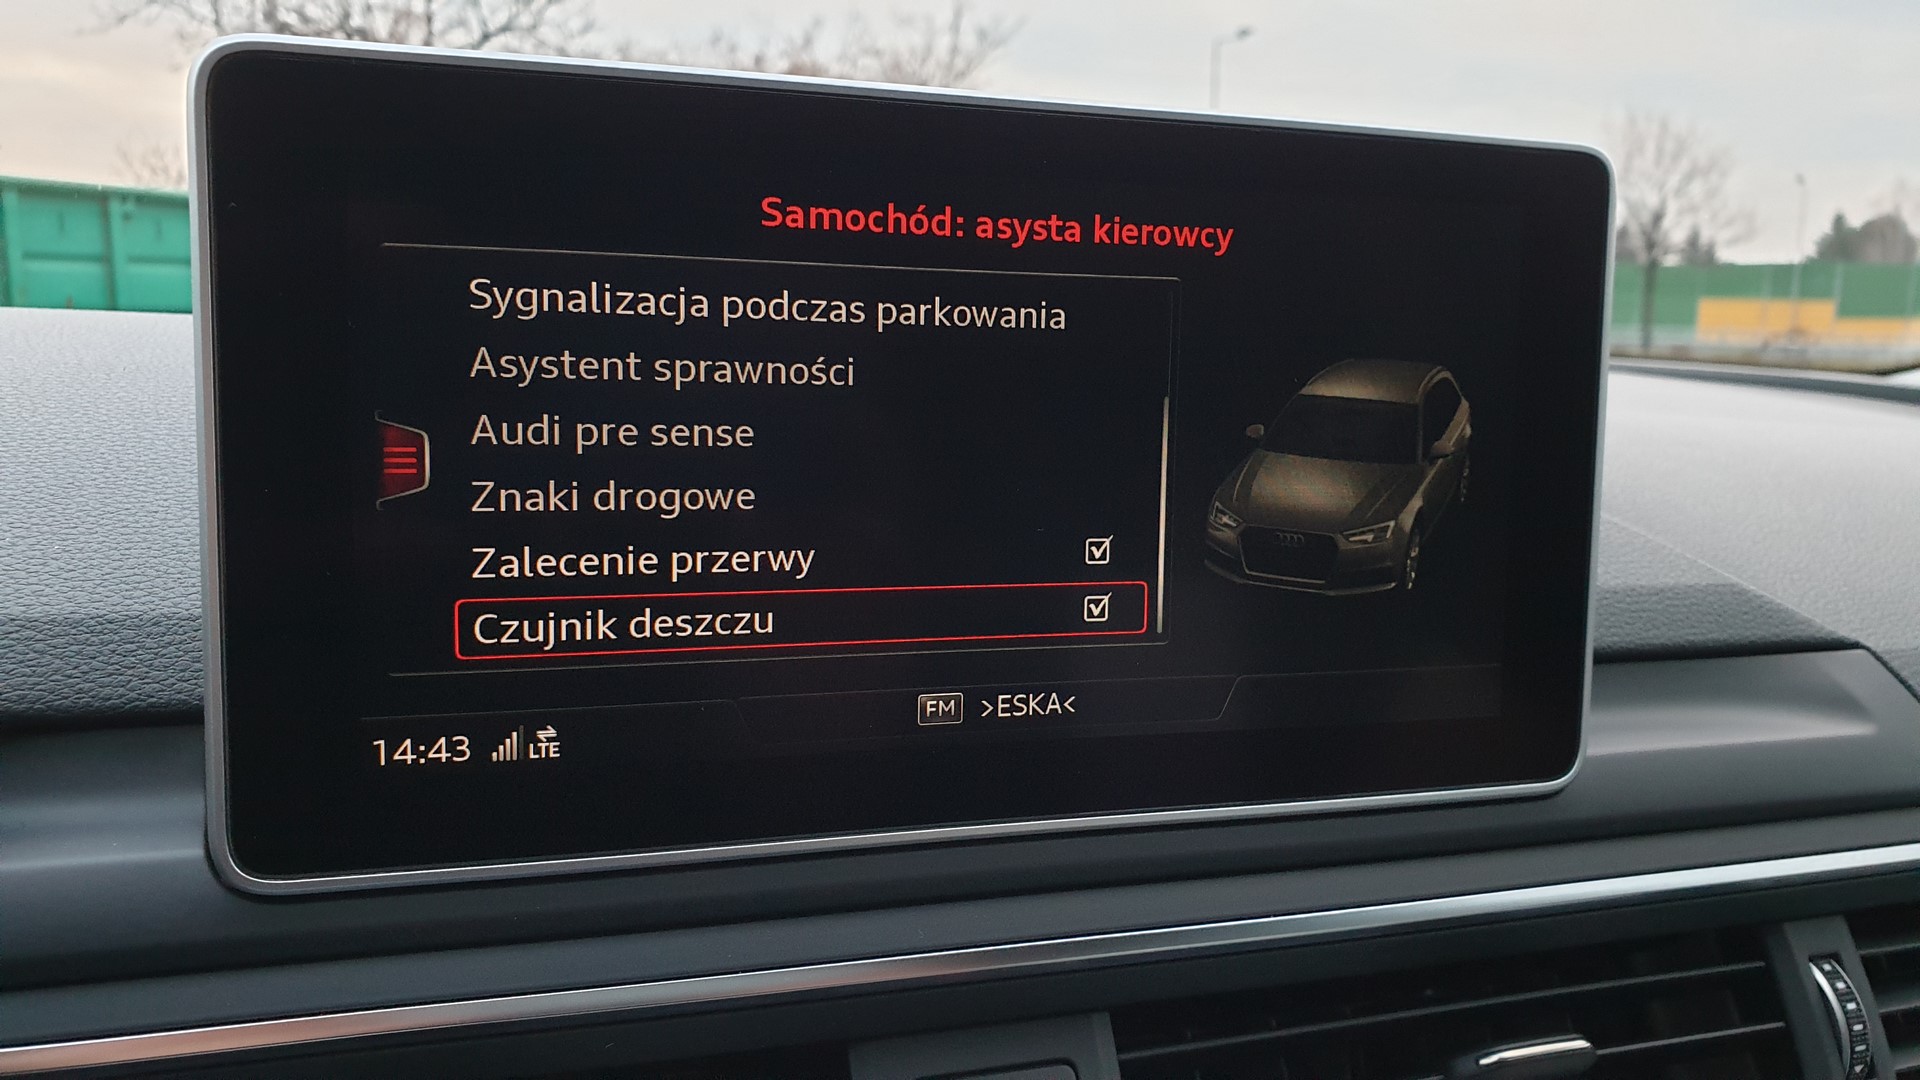 Samochód: asysta kierowcy
Sygnalizacja podczas parkowania
Asystent sprawności
Audi pre sense
Znaki drogowe
Zalecenie przerwy
Czujnik deszczu
FM >ESKA<
14:43 LTE